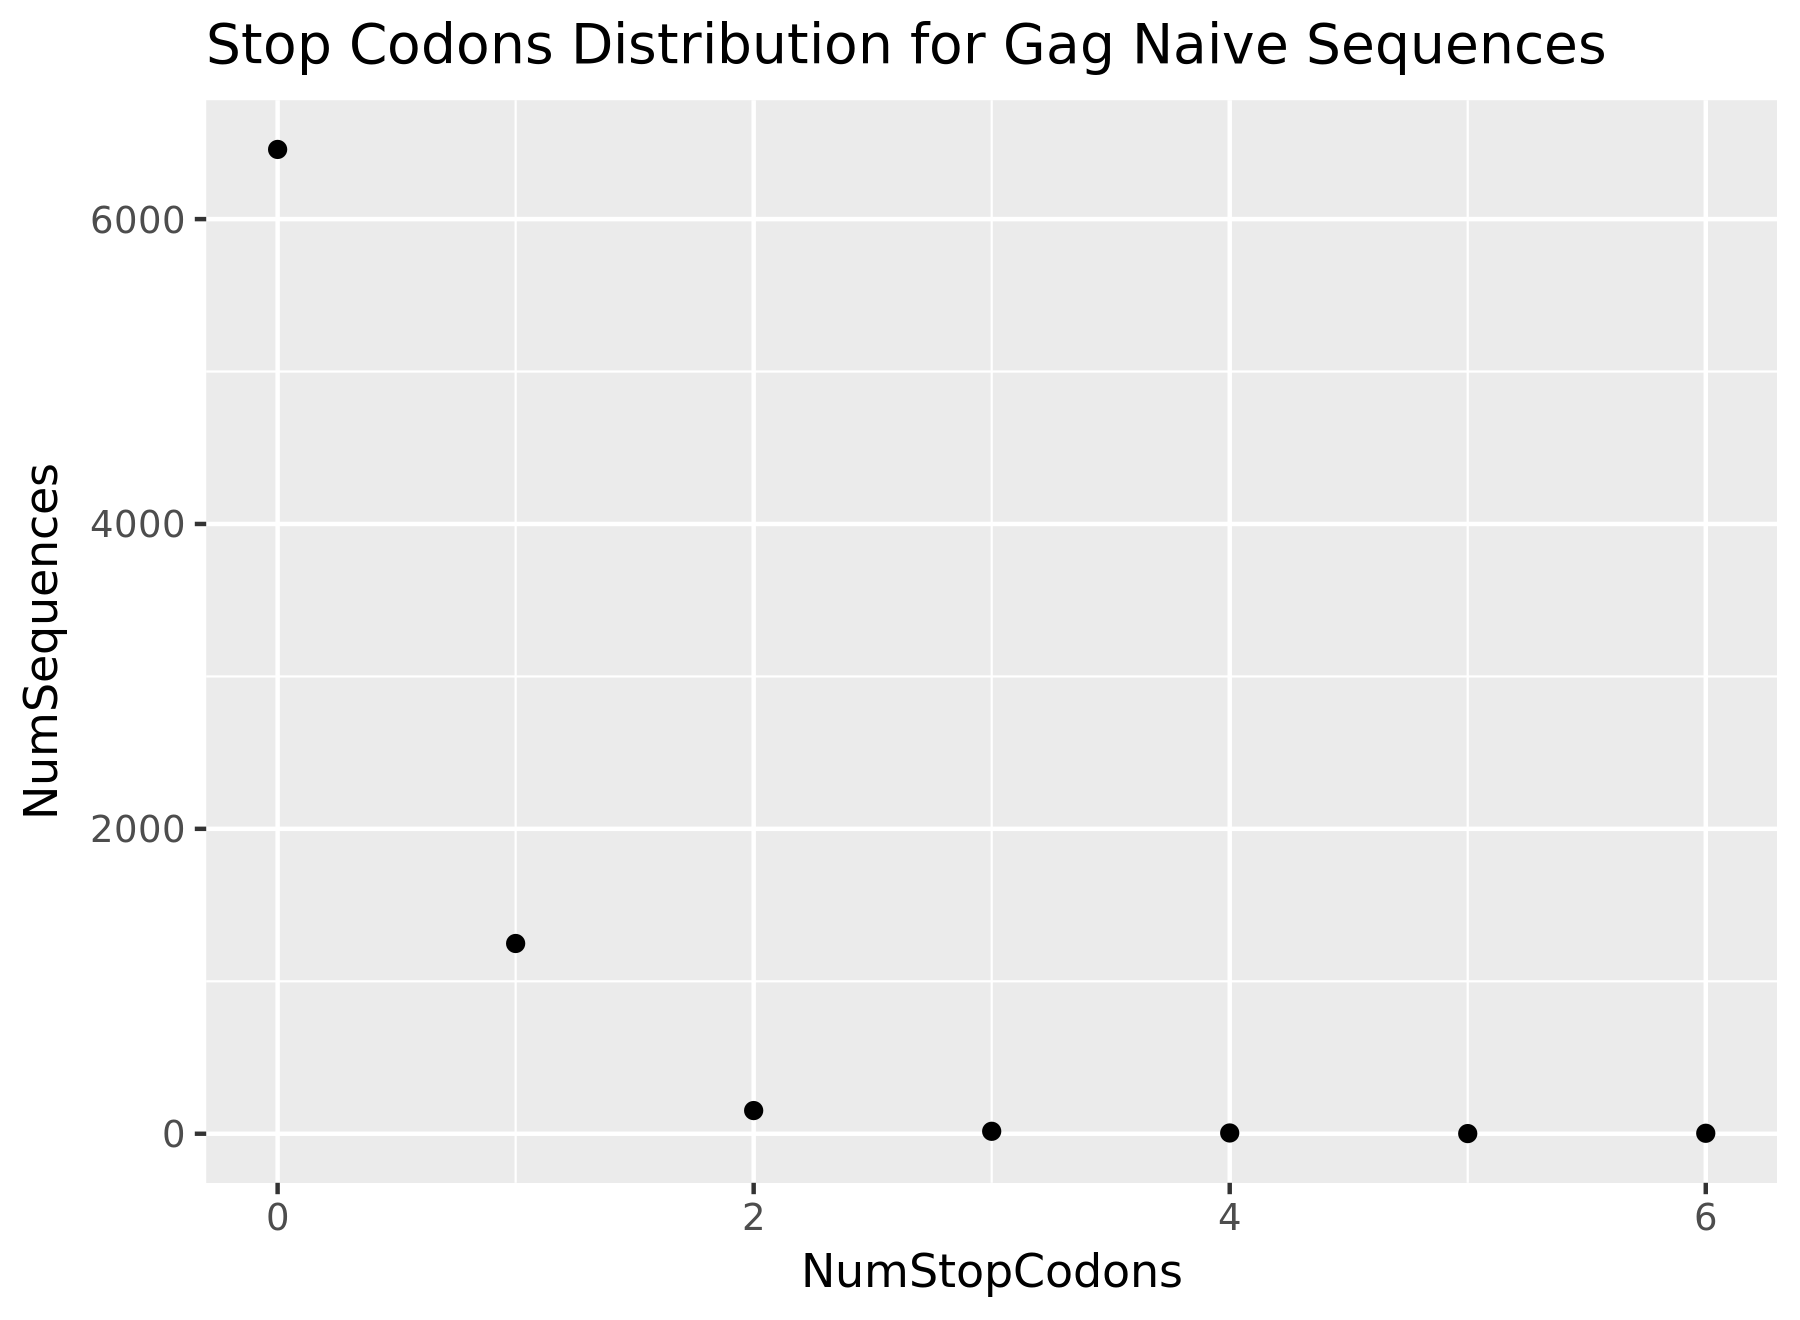 Stop Codons Distribution for Gag Naive Sequences
NumSequences
6000
4000
2000
0
0 2 4 6
NumStopCodons